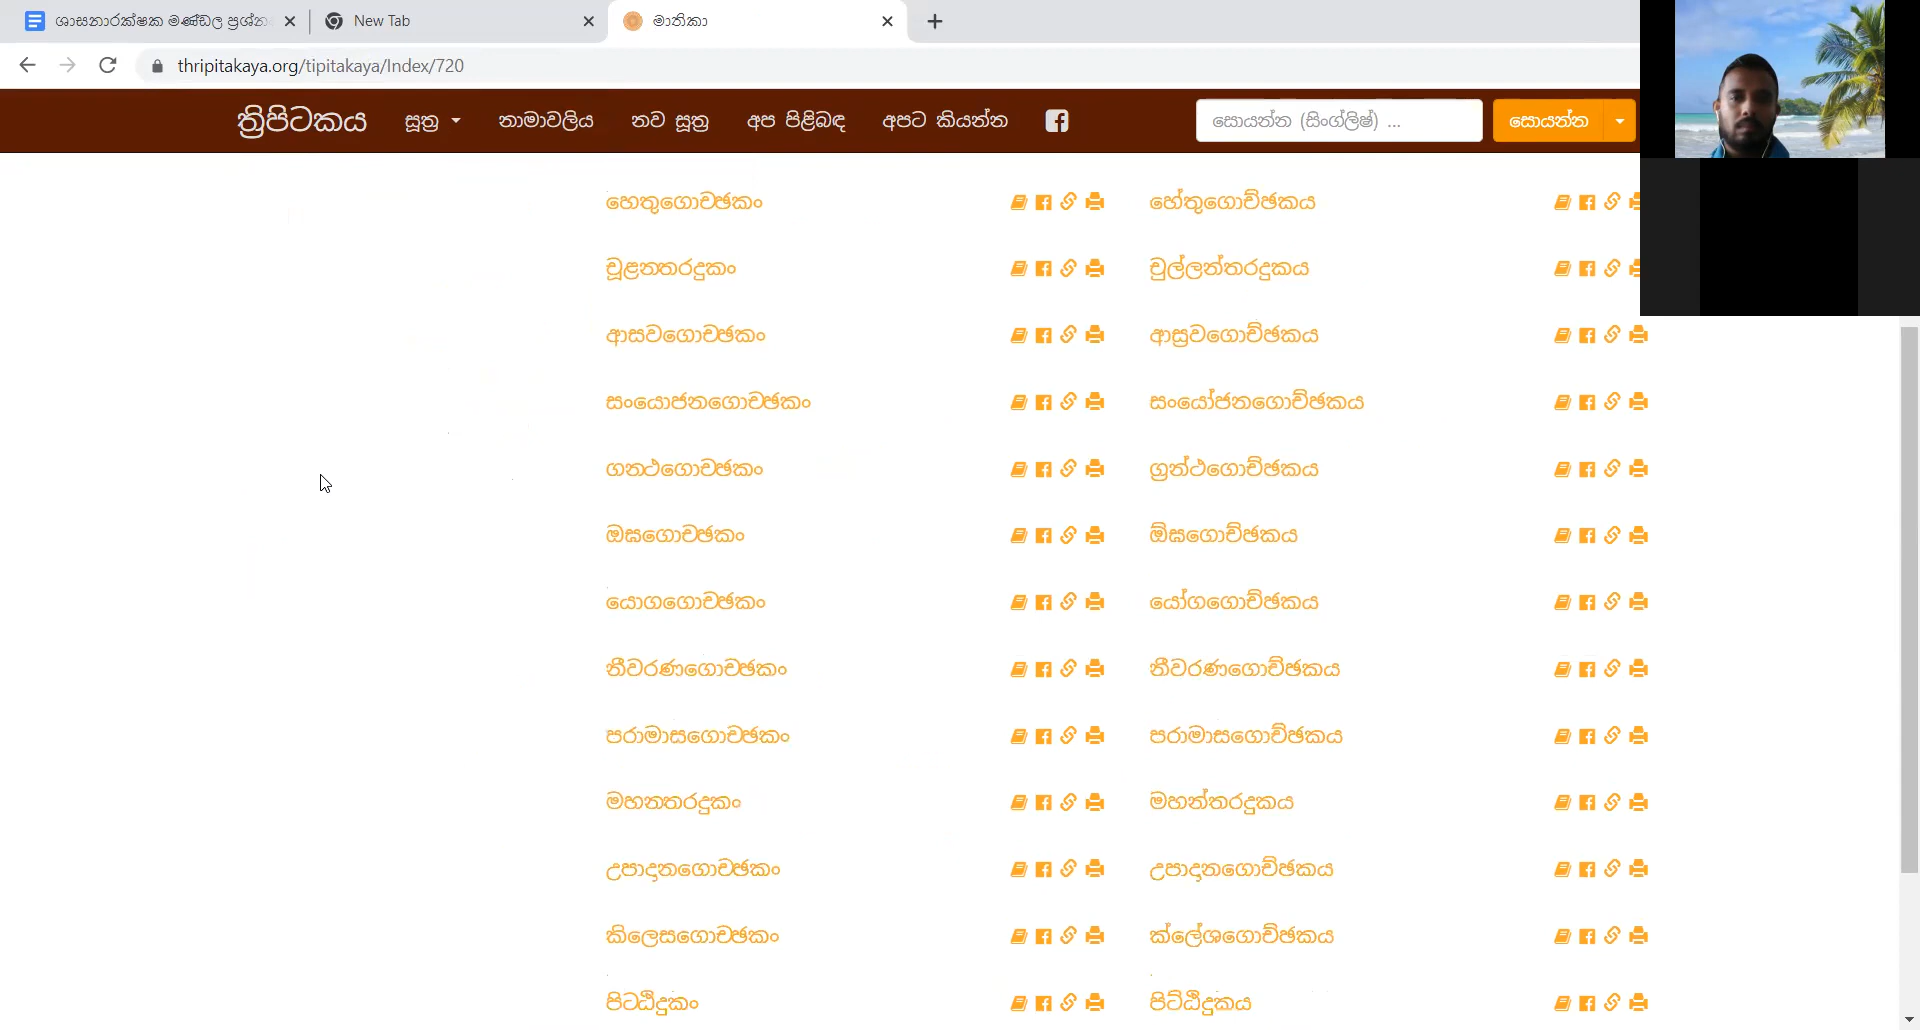 ශාසනාරක්ෂක මණ්ඩල ප්‍රශ්න
New Tab
මාතිකා
thripitakaya.org/tipitakaya/Index/720
ත්‍රිපිටකය සූත්‍ර නාමාවලිය නව සූත්‍ර අප පිළිබඳ අපට කියන්න සොයන්න (සිංග්ලිෂ්) ... සොයන්න
හෙතුගොච‍්ඡකං හේතුගොච්ඡකය
චූළන‍්තරදුකං චුල්ලන්තරදුකය
ආසවගොච‍්ඡකං ආස්‍රවගොච්ඡකය
සංයොජනගොච‍්ඡකං සංයෝජනගොච්ඡකය
ගන‍්ථගොච‍්ඡකං ග්‍රන්ථගොච්ඡකය
ඔඝගොච‍්ඡකං ඕඝගොච්ඡකය
යොගගොච‍්ඡකං යෝගගොච්ඡකය
නීවරණගොච‍්ඡකං නීවරණගොච්ඡකය
පරාමාසගොච‍්ඡකං පරාමාසගොච්ඡකය
මහන‍්තරදුකං මහන්තරදුකය
උපාදානගොච‍්ඡකං උපාදානගොච්ඡකය
කිලෙසගොච‍්ඡකං ක්ලේශගොච්ඡකය
පිට‍්ඨිදුකං පිට්ඨිදුකය